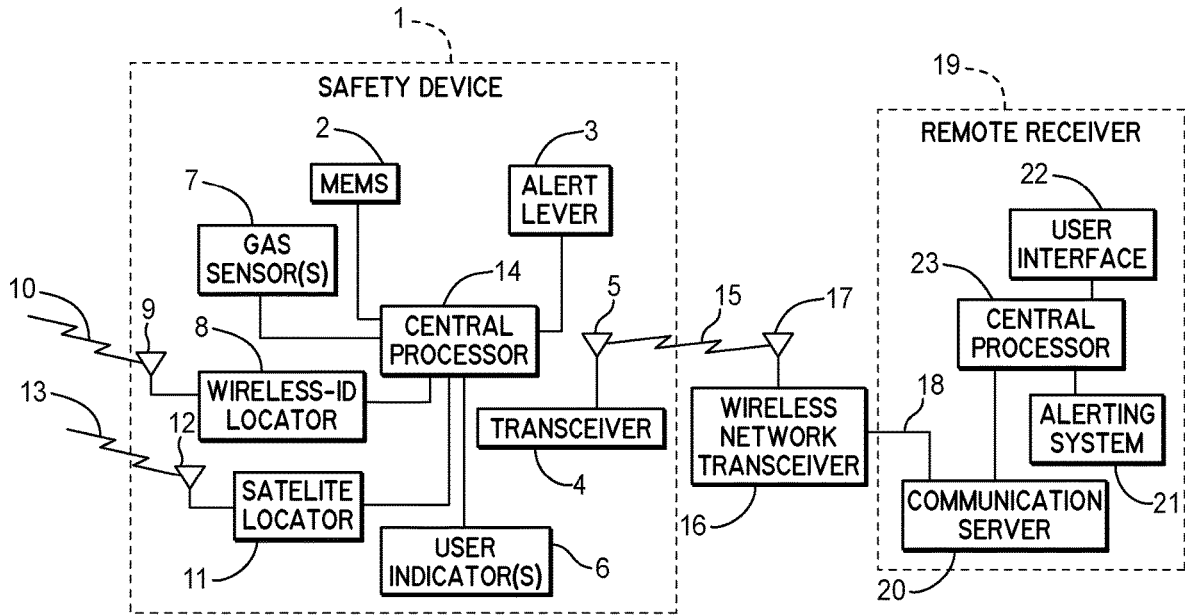 1
SAFETY DEVICE
2
MEMS
3
ALERT
LEVER
7
GAS
SENSOR(S)
14
CENTRAL
PROCESSOR
5
15
17
10
9
8
WIRELESS-ID
LOCATOR
13
12
SATELITE
LOCATOR
11
TRANSCEIVER
4
USER
INDICATOR(S)
6
WIRELESS
NETWORK
TRANSCEIVER
16
18
19
REMOTE RECEIVER
22
USER
INTERFACE
23
CENTRAL
PROCESSOR
ALERTING
SYSTEM
21
COMMUNICATION
SERVER
20